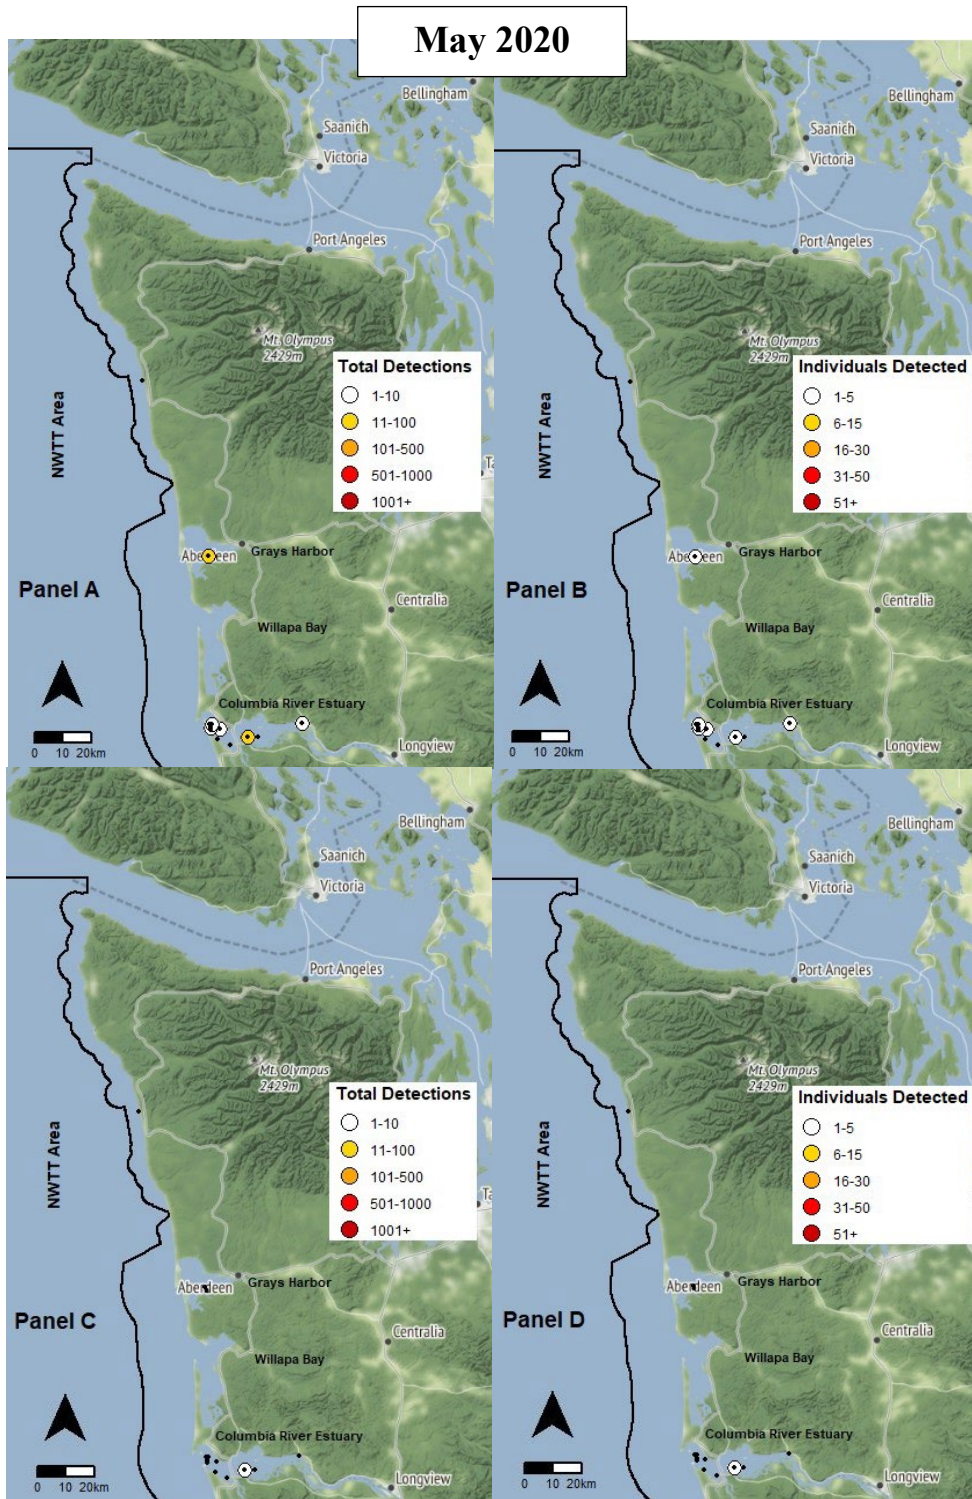 May 2020
Bellingham
Saanich
Victoria
Port Angeles
Mt. Olympus
2429m
NWTT Area
Total Detections
1-10
11-100
101-500
501-1000
1001+
Aberdeen
Grays Harbor
Panel A
Centralia
Willapa Bay
Columbia River Estuary
0 10 20km
Longview
Bellingham
Saanich
Victoria
Port Angeles
Mt. Olympus
2429m
NWTT Area
Individuals Detected
1-5
6-15
16-30
31-50
51+
Aberdeen
Grays Harbor
Panel B
Centralia
Willapa Bay
Columbia River Estuary
0 10 20km
Longview
Bellingham
Saanich
Victoria
Port Angeles
Mt. Olympus
2429m
NWTT Area
Total Detections
1-10
11-100
101-500
501-1000
1001+
Aberdeen
Grays Harbor
Panel C
Centralia
Willapa Bay
Columbia River Estuary
0 10 20km
Longview
Bellingham
Saanich
Victoria
Port Angeles
Mt. Olympus
2429m
NWTT Area
Individuals Detected
1-5
6-15
16-30
31-50
51+
Aberdeen
Grays Harbor
Panel D
Centralia
Willapa Bay
Columbia River Estuary
0 10 20km
Longview